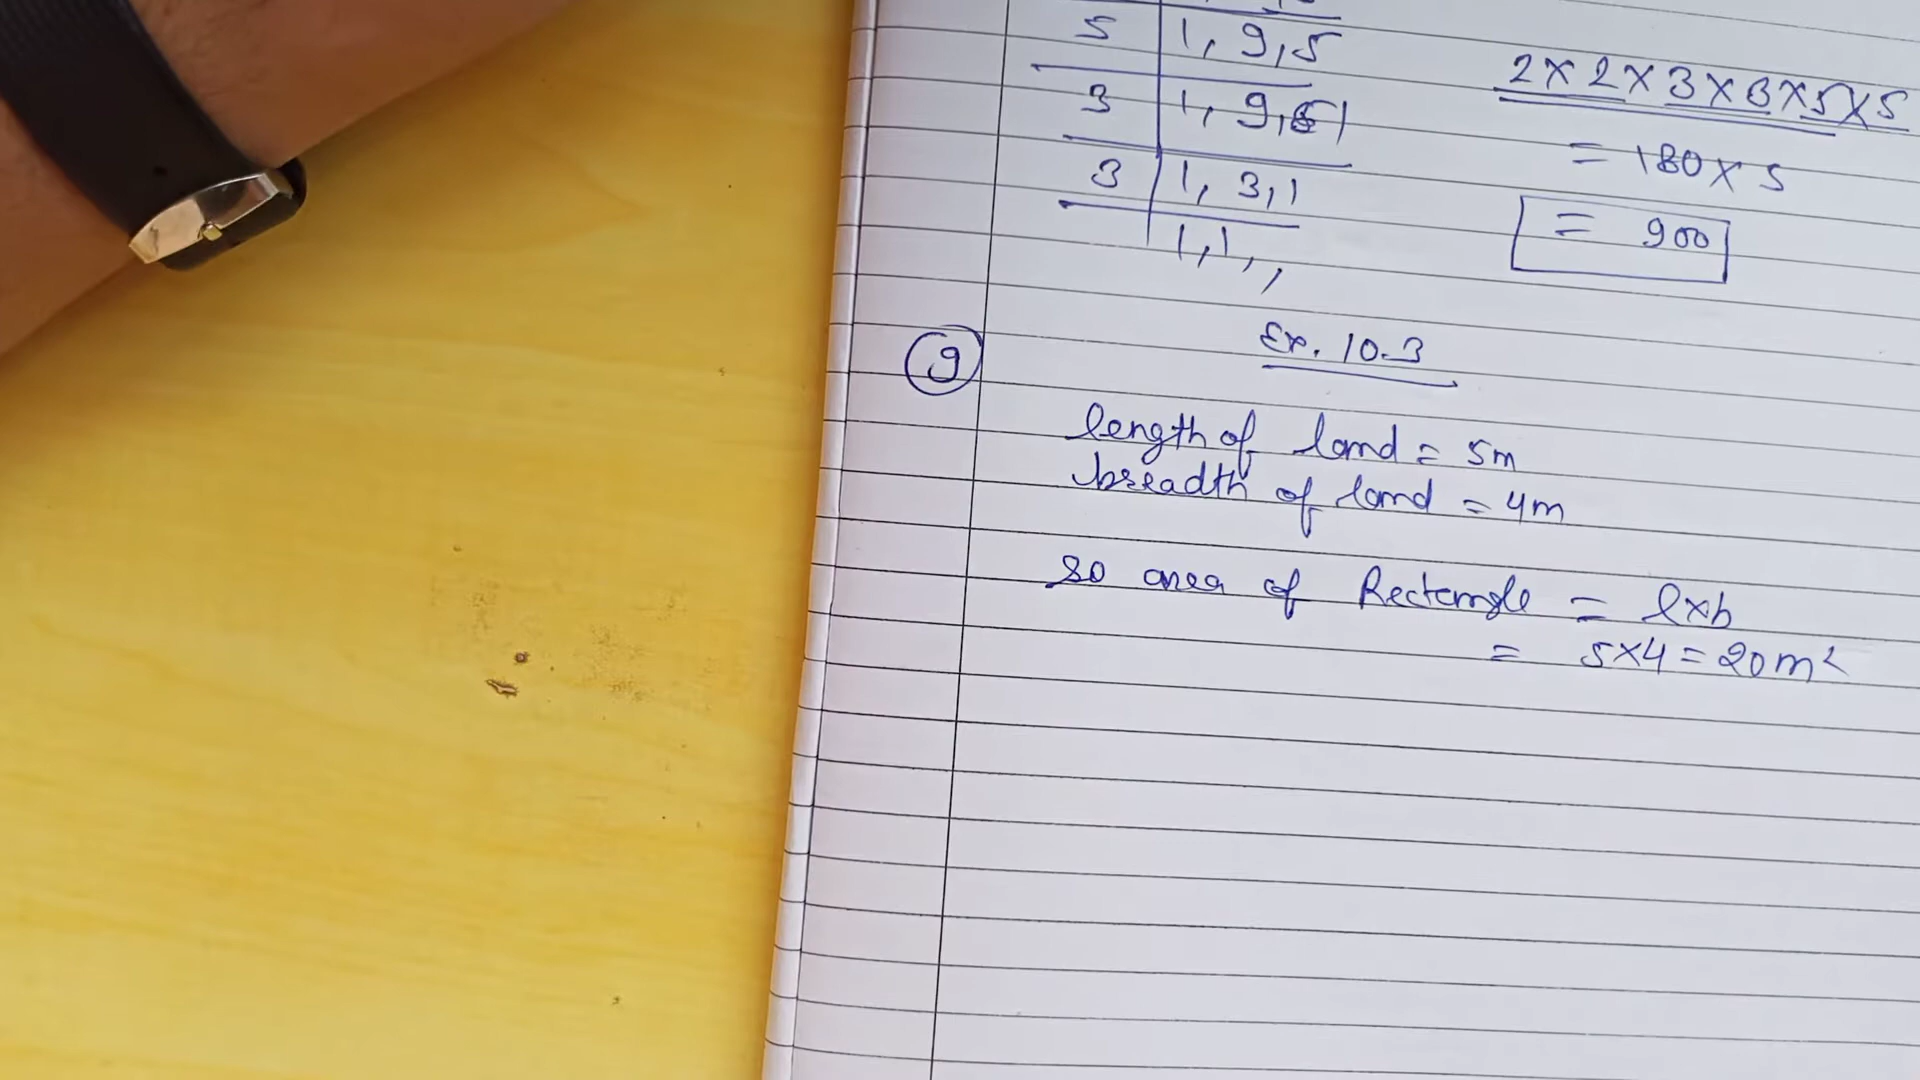 5 | 1, 9, 5
3 | 1, 9, 1
3 | 1, 3, 1
1, 1, ,
2×2×3×3×5×5
= 180×5
= 900
9
Ex. 10.3
length of land = 5m
breadth of land = 4m
so area of Rectangle = l×b
= 5×4 = 20m²